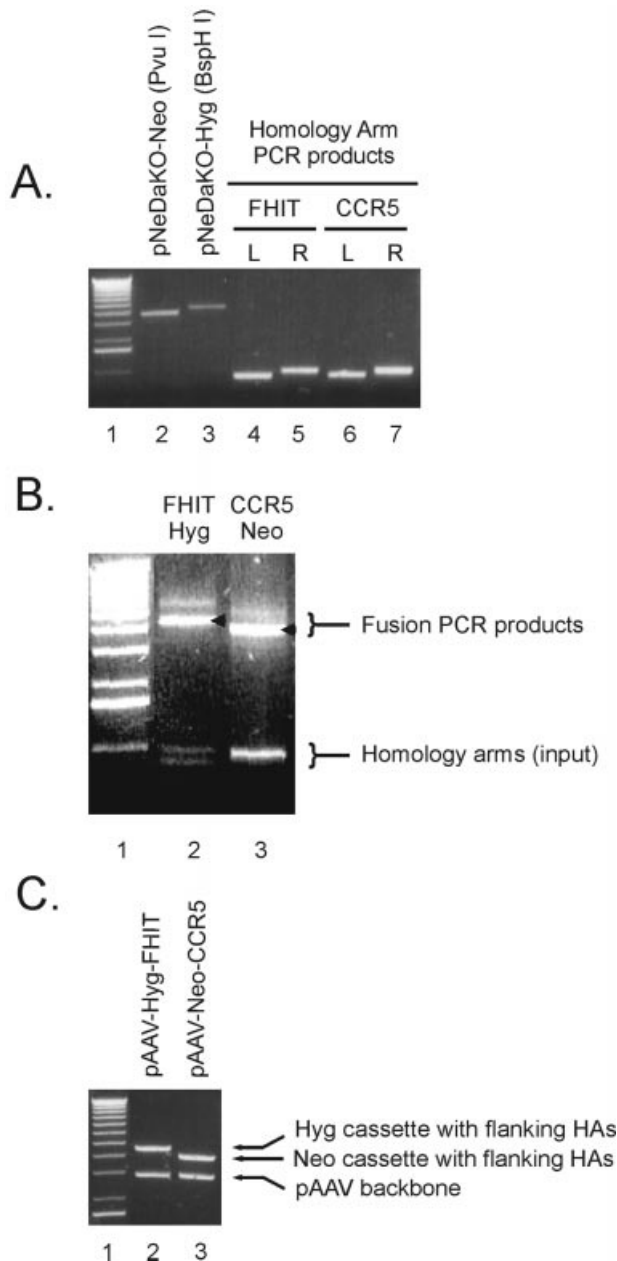 A.
pNeDaKO-Neo (Pvu I)
pNeDaKO-Hyg (BspH I)
Homology Arm
PCR products
FHIT CCR5
L R L R
1 2 3 4 5 6 7
B.
FHIT CCR5
Hyg Neo
Fusion PCR products
Homology arms (input)
1 2 3
C.
pAAV-Hyg-FHIT
pAAV-Neo-CCR5
Hyg cassette with flanking HAs
Neo cassette with flanking HAs
pAAV backbone
1 2 3